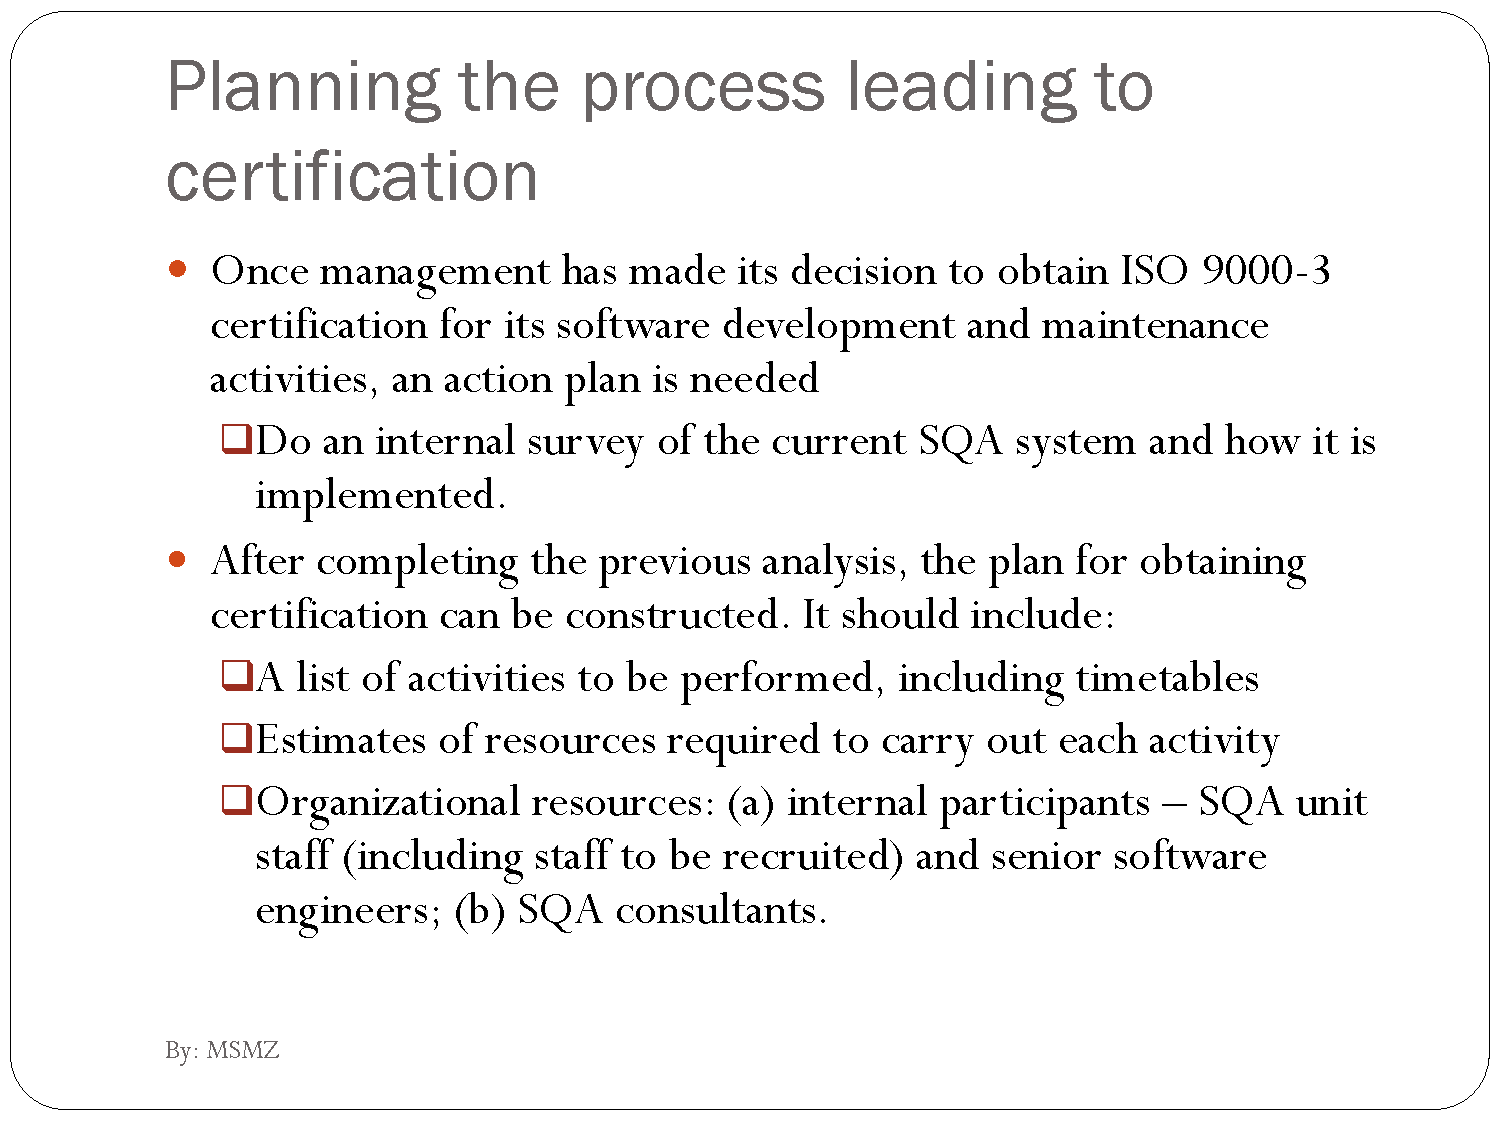 Planning the process leading to
certification
• Once management has made its decision to obtain ISO 9000-3
certification for its software development and maintenance
activities, an action plan is needed
❑Do an internal survey of the current SQA system and how it is
implemented.
• After completing the previous analysis, the plan for obtaining
certification can be constructed. It should include:
❑A list of activities to be performed, including timetables
❑Estimates of resources required to carry out each activity
❑Organizational resources: (a) internal participants – SQA unit
staff (including staff to be recruited) and senior software
engineers; (b) SQA consultants.
By: MSMZ